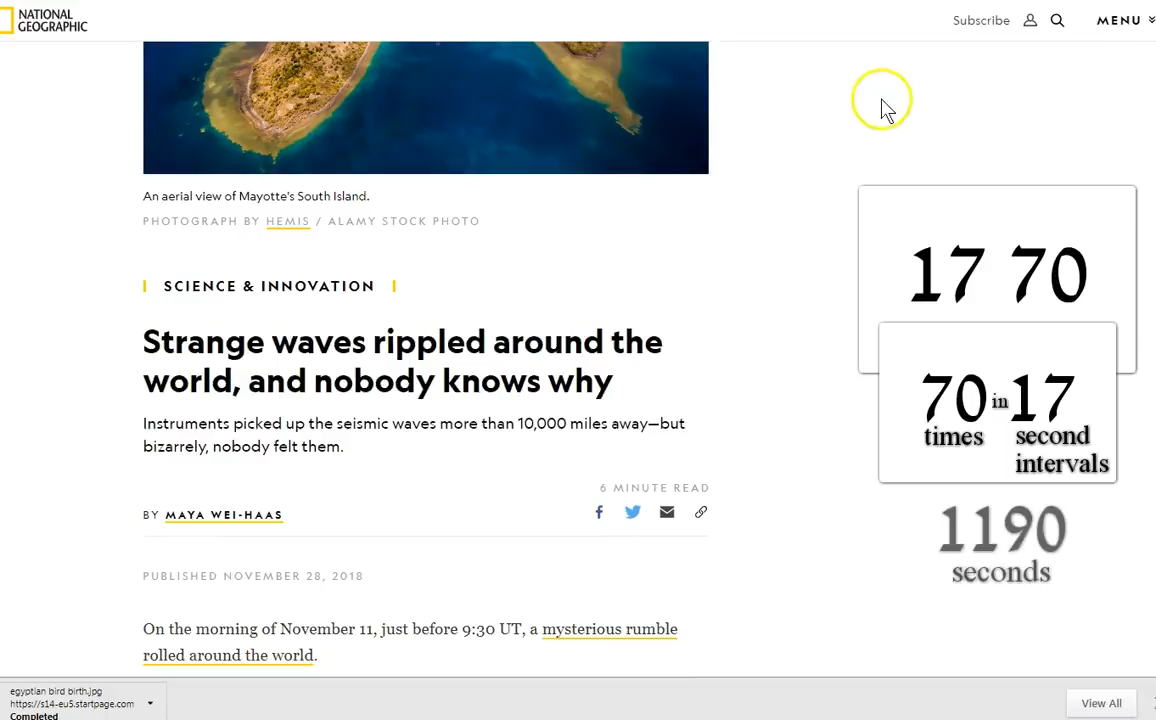 NATIONAL
GEOGRAPHIC
Subscribe
MENU
An aerial view of Mayotte's South Island.
PHOTOGRAPH BY HEMIS / ALAMY STOCK PHOTO
SCIENCE & INNOVATION
Strange waves rippled around the
world, and nobody knows why
Instruments picked up the seismic waves more than 10,000 miles away—but
bizarrely, nobody felt them.
6 MINUTE READ
BY MAYA WEI-HAAS
PUBLISHED NOVEMBER 28, 2018
On the morning of November 11, just before 9:30 UT, a mysterious rumble
rolled around the world.
17 70
70 in 17
times second
intervals
1190
seconds
egyptian bird birth.jpg
https://s14-eu5.startpage.com
Completed
View All